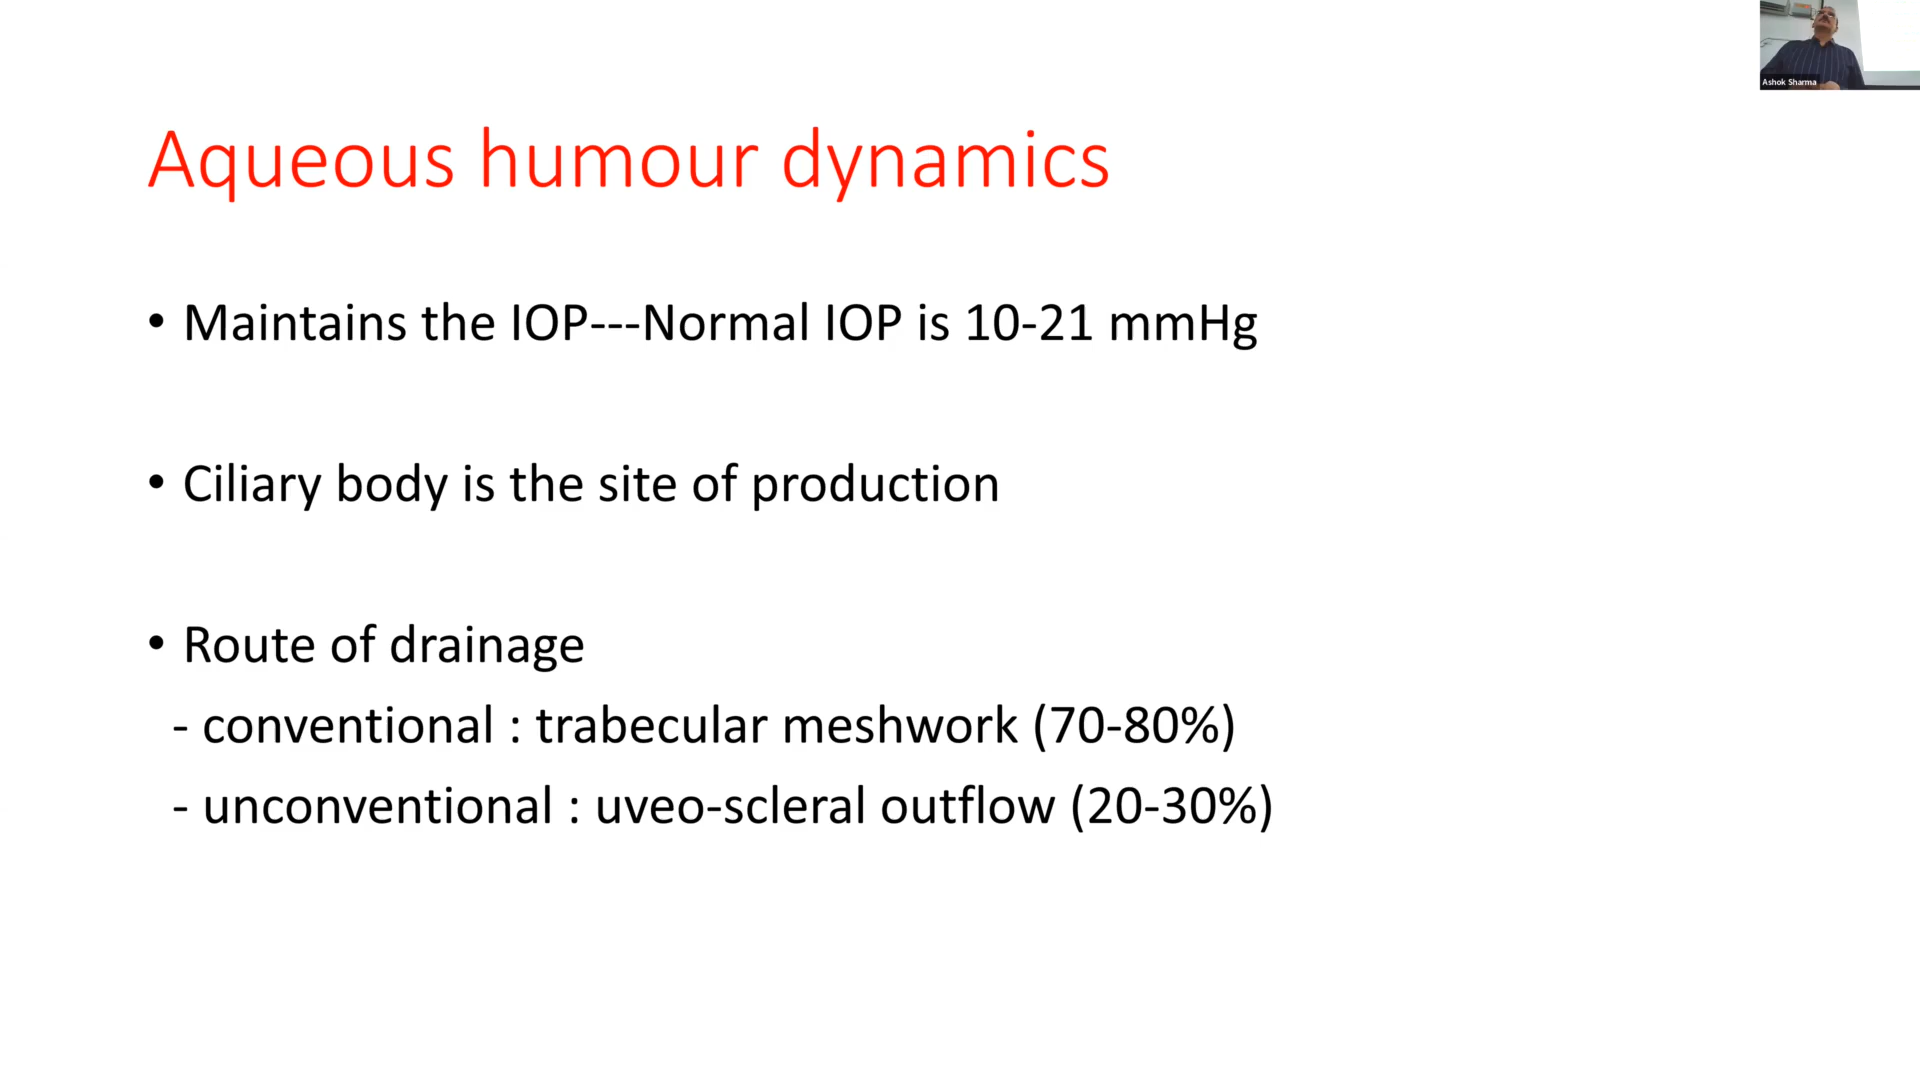 Ashok Sharma
Aqueous humour dynamics
• Maintains the IOP---Normal IOP is 10-21 mmHg
• Ciliary body is the site of production
• Route of drainage
- conventional : trabecular meshwork (70-80%)
- unconventional : uveo-scleral outflow (20-30%)